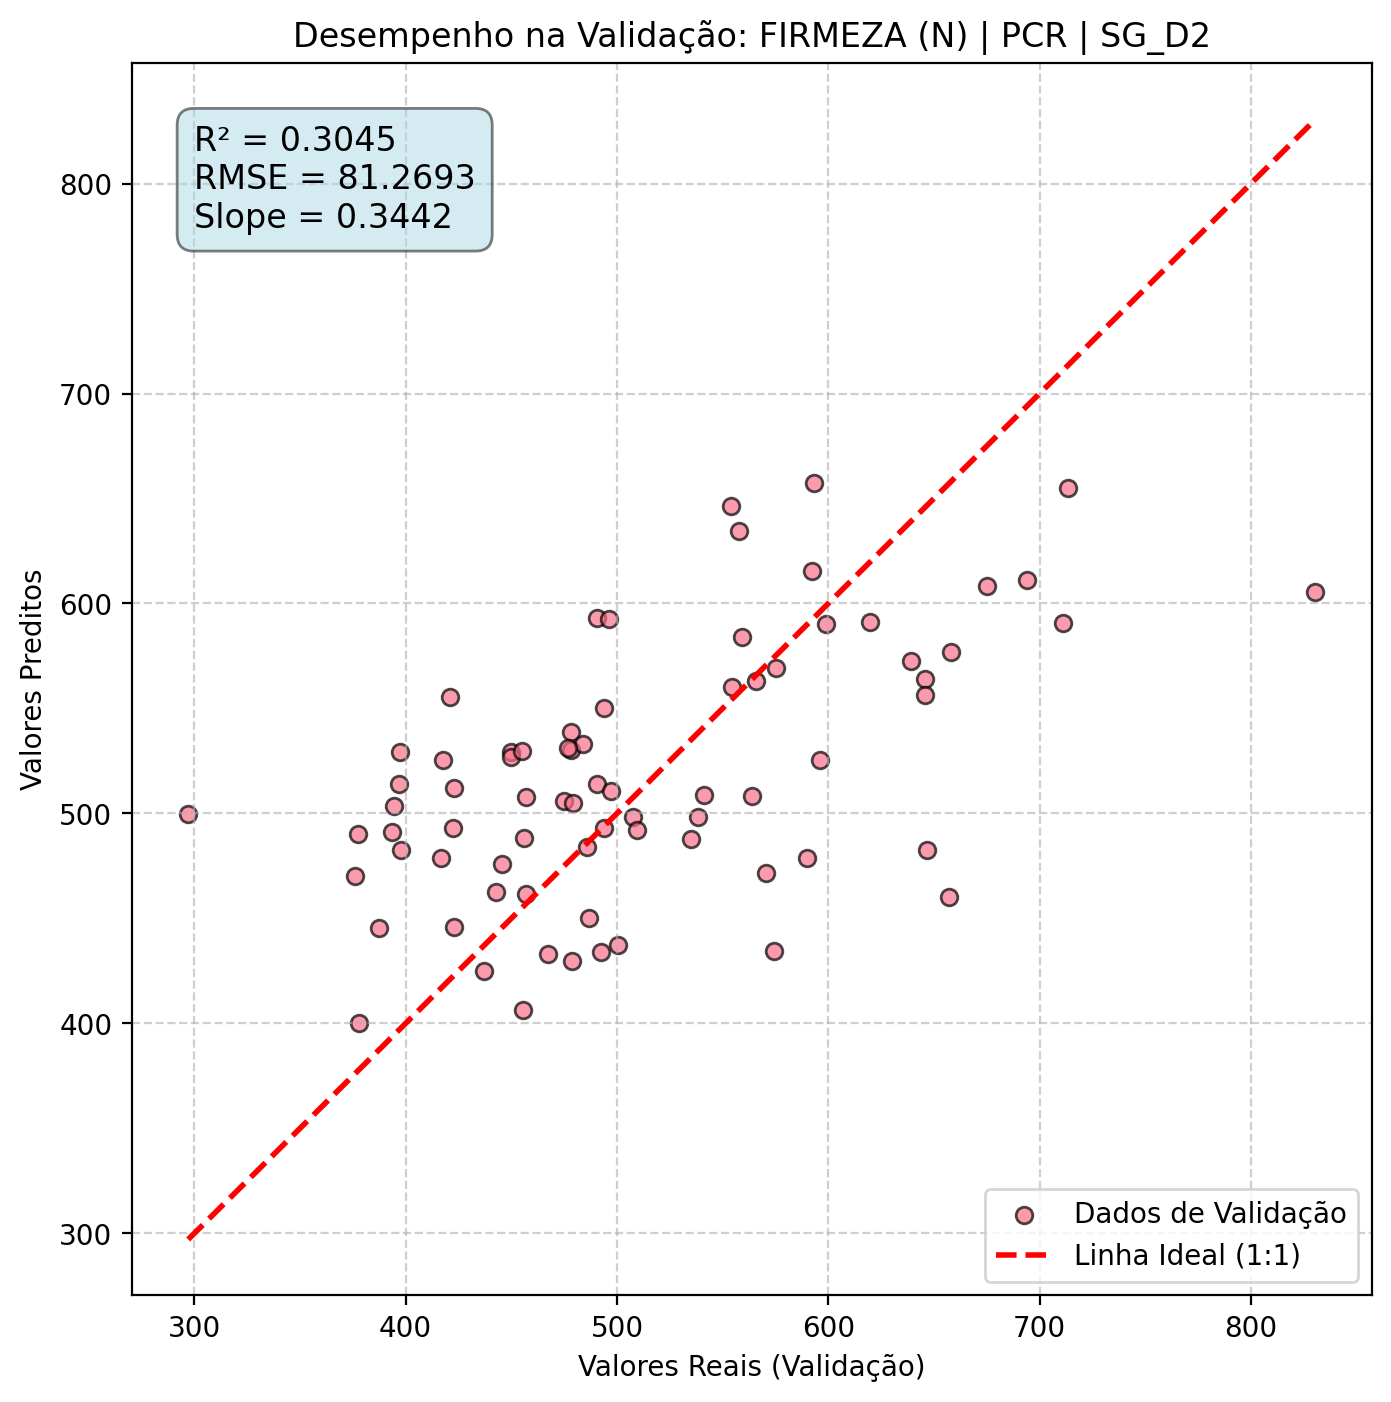 Desempenho na Validação: FIRMEZA (N) | PCR | SG_D2
R² = 0.3045
RMSE = 81.2693
Slope = 0.3442
800
700
600
500
400
300
Valores Preditos
Dados de Validação
Linha Ideal (1:1)
300 400 500 600 700 800
Valores Reais (Validação)